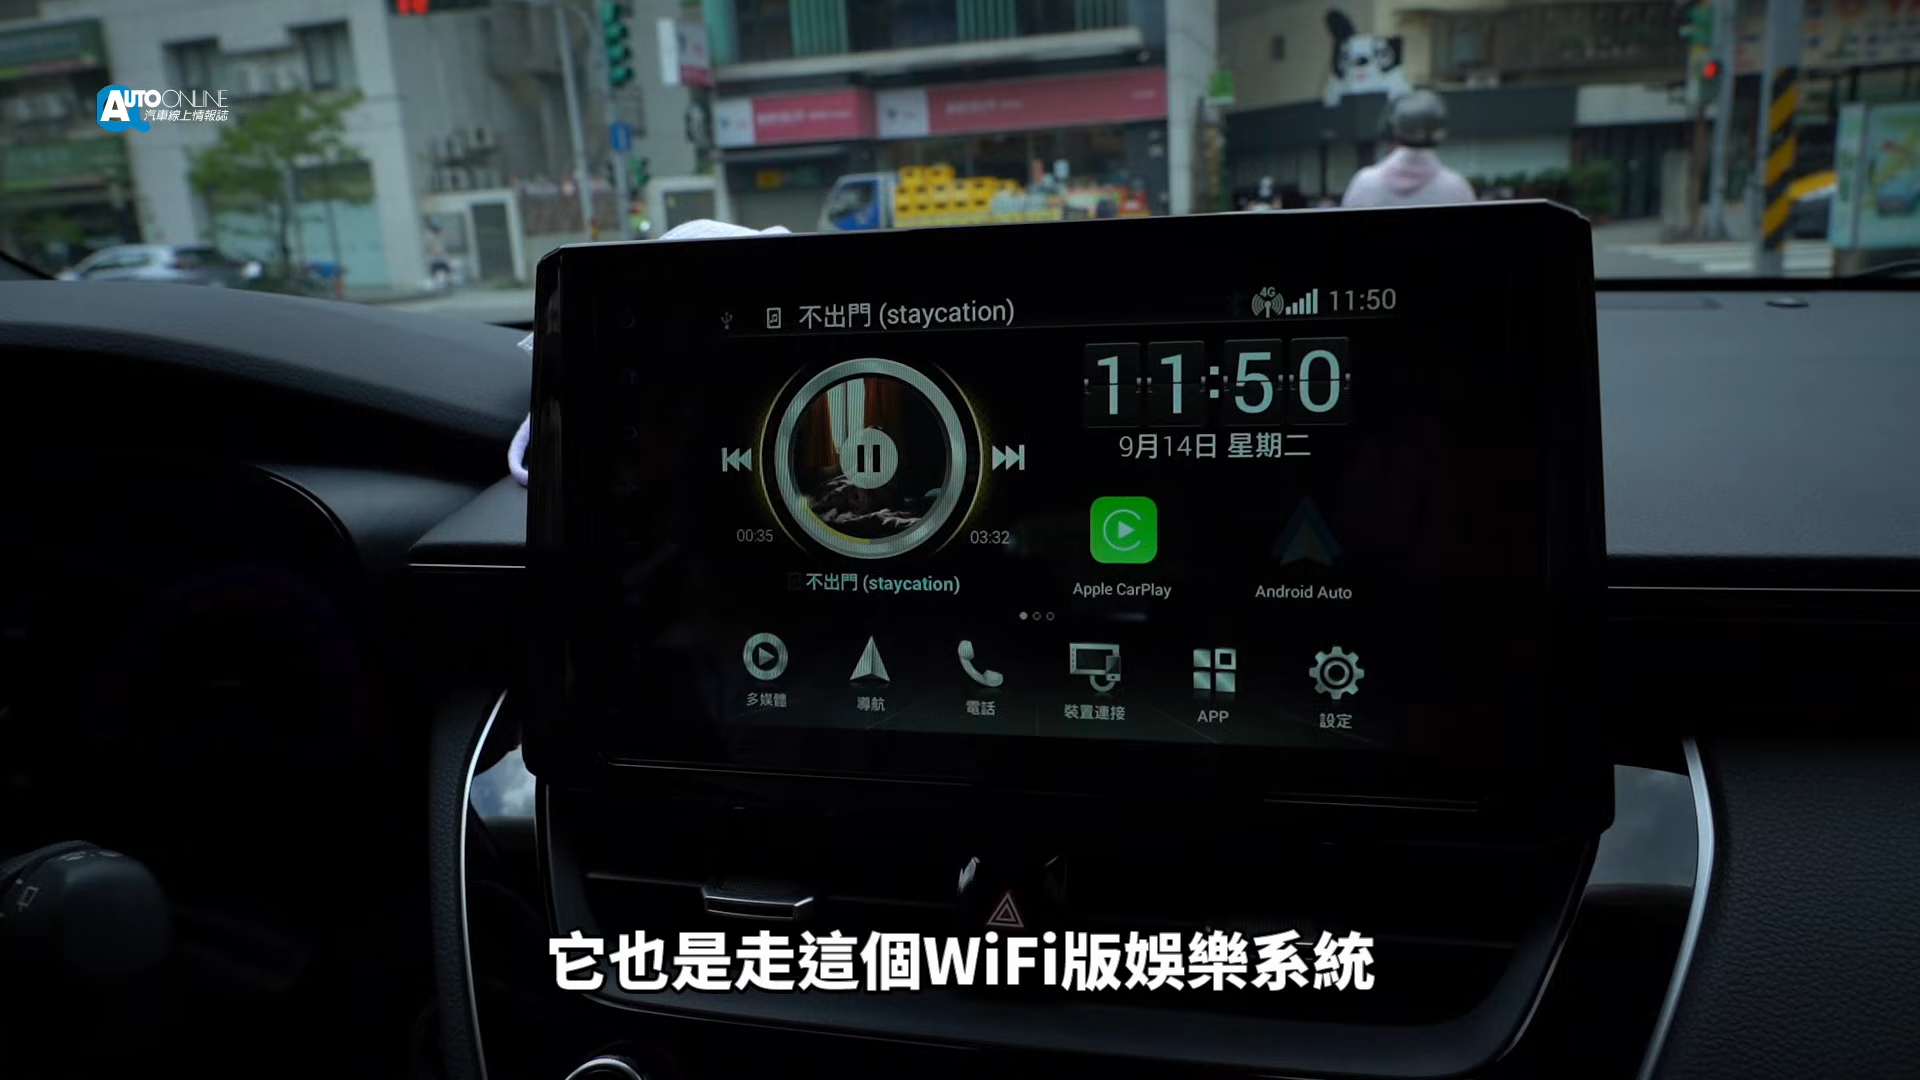 AUTO ONLINE
汽車線上情報誌
不出門 (staycation)
4G
11:50
11:50
9月14日 星期二
00:35
03:32
不出門 (staycation)
Apple CarPlay
Android Auto
多媒體
導航
電話
裝置連接
APP
設定
它也是走這個WiFi版娛樂系統